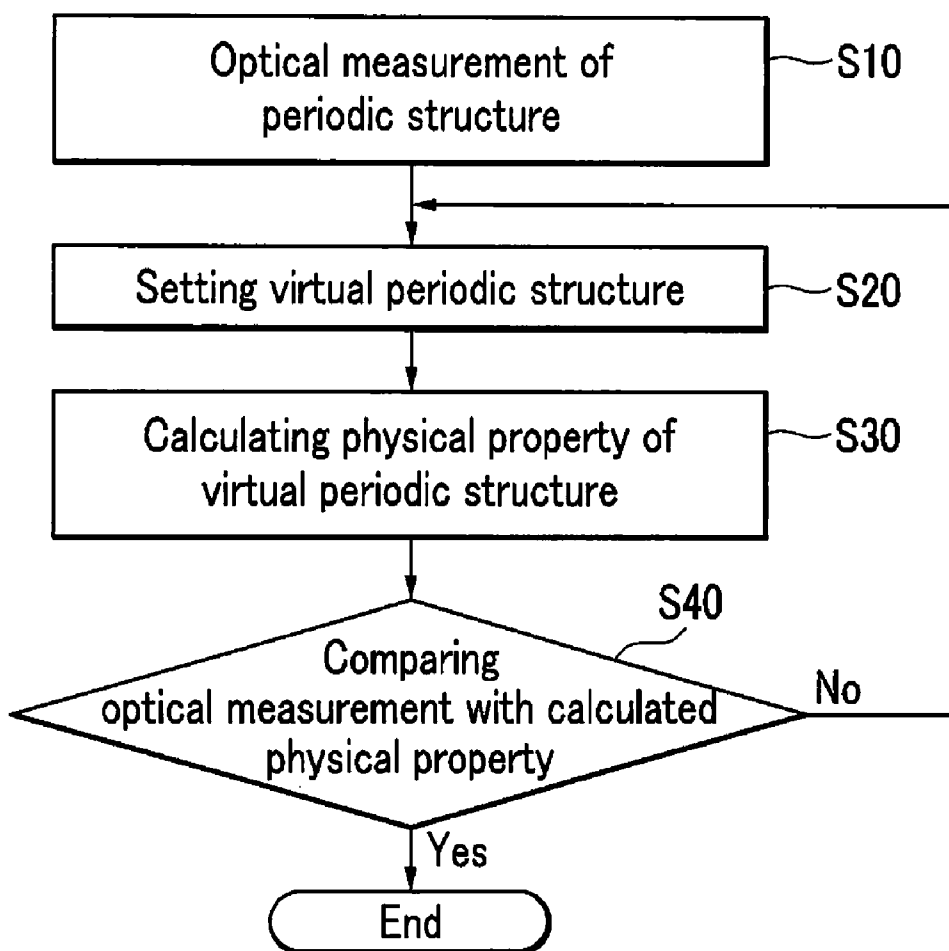 Optical measurement of
periodic structure
S10
Setting virtual periodic structure
S20
Calculating physical property of
virtual periodic structure
S30
S40
Comparing
optical measurement with calculated
physical property
No
Yes
End